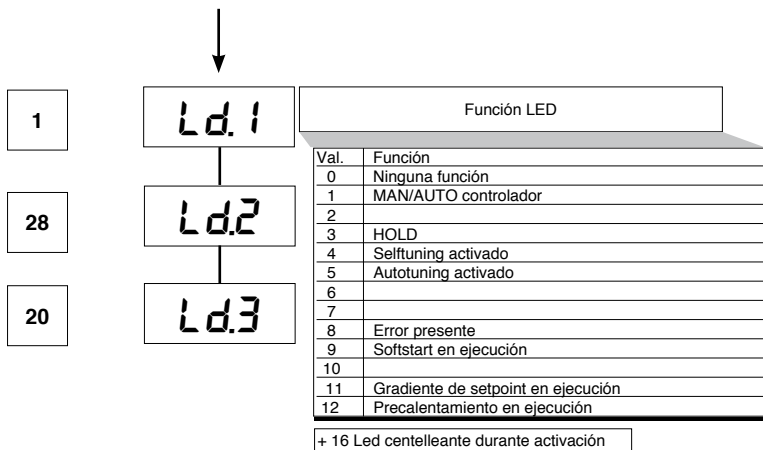 1
Ld.1
Función LED
Val. Función
0 Ninguna función
1 MAN/AUTO controlador
2
28
Ld.2
3 HOLD
4 Selftuning activado
5 Autotuning activado
6
7
20
Ld.3
8 Error presente
9 Softstart en ejecución
10
11 Gradiente de setpoint en ejecución
12 Precalentamiento en ejecución
+ 16 Led centelleante durante activación